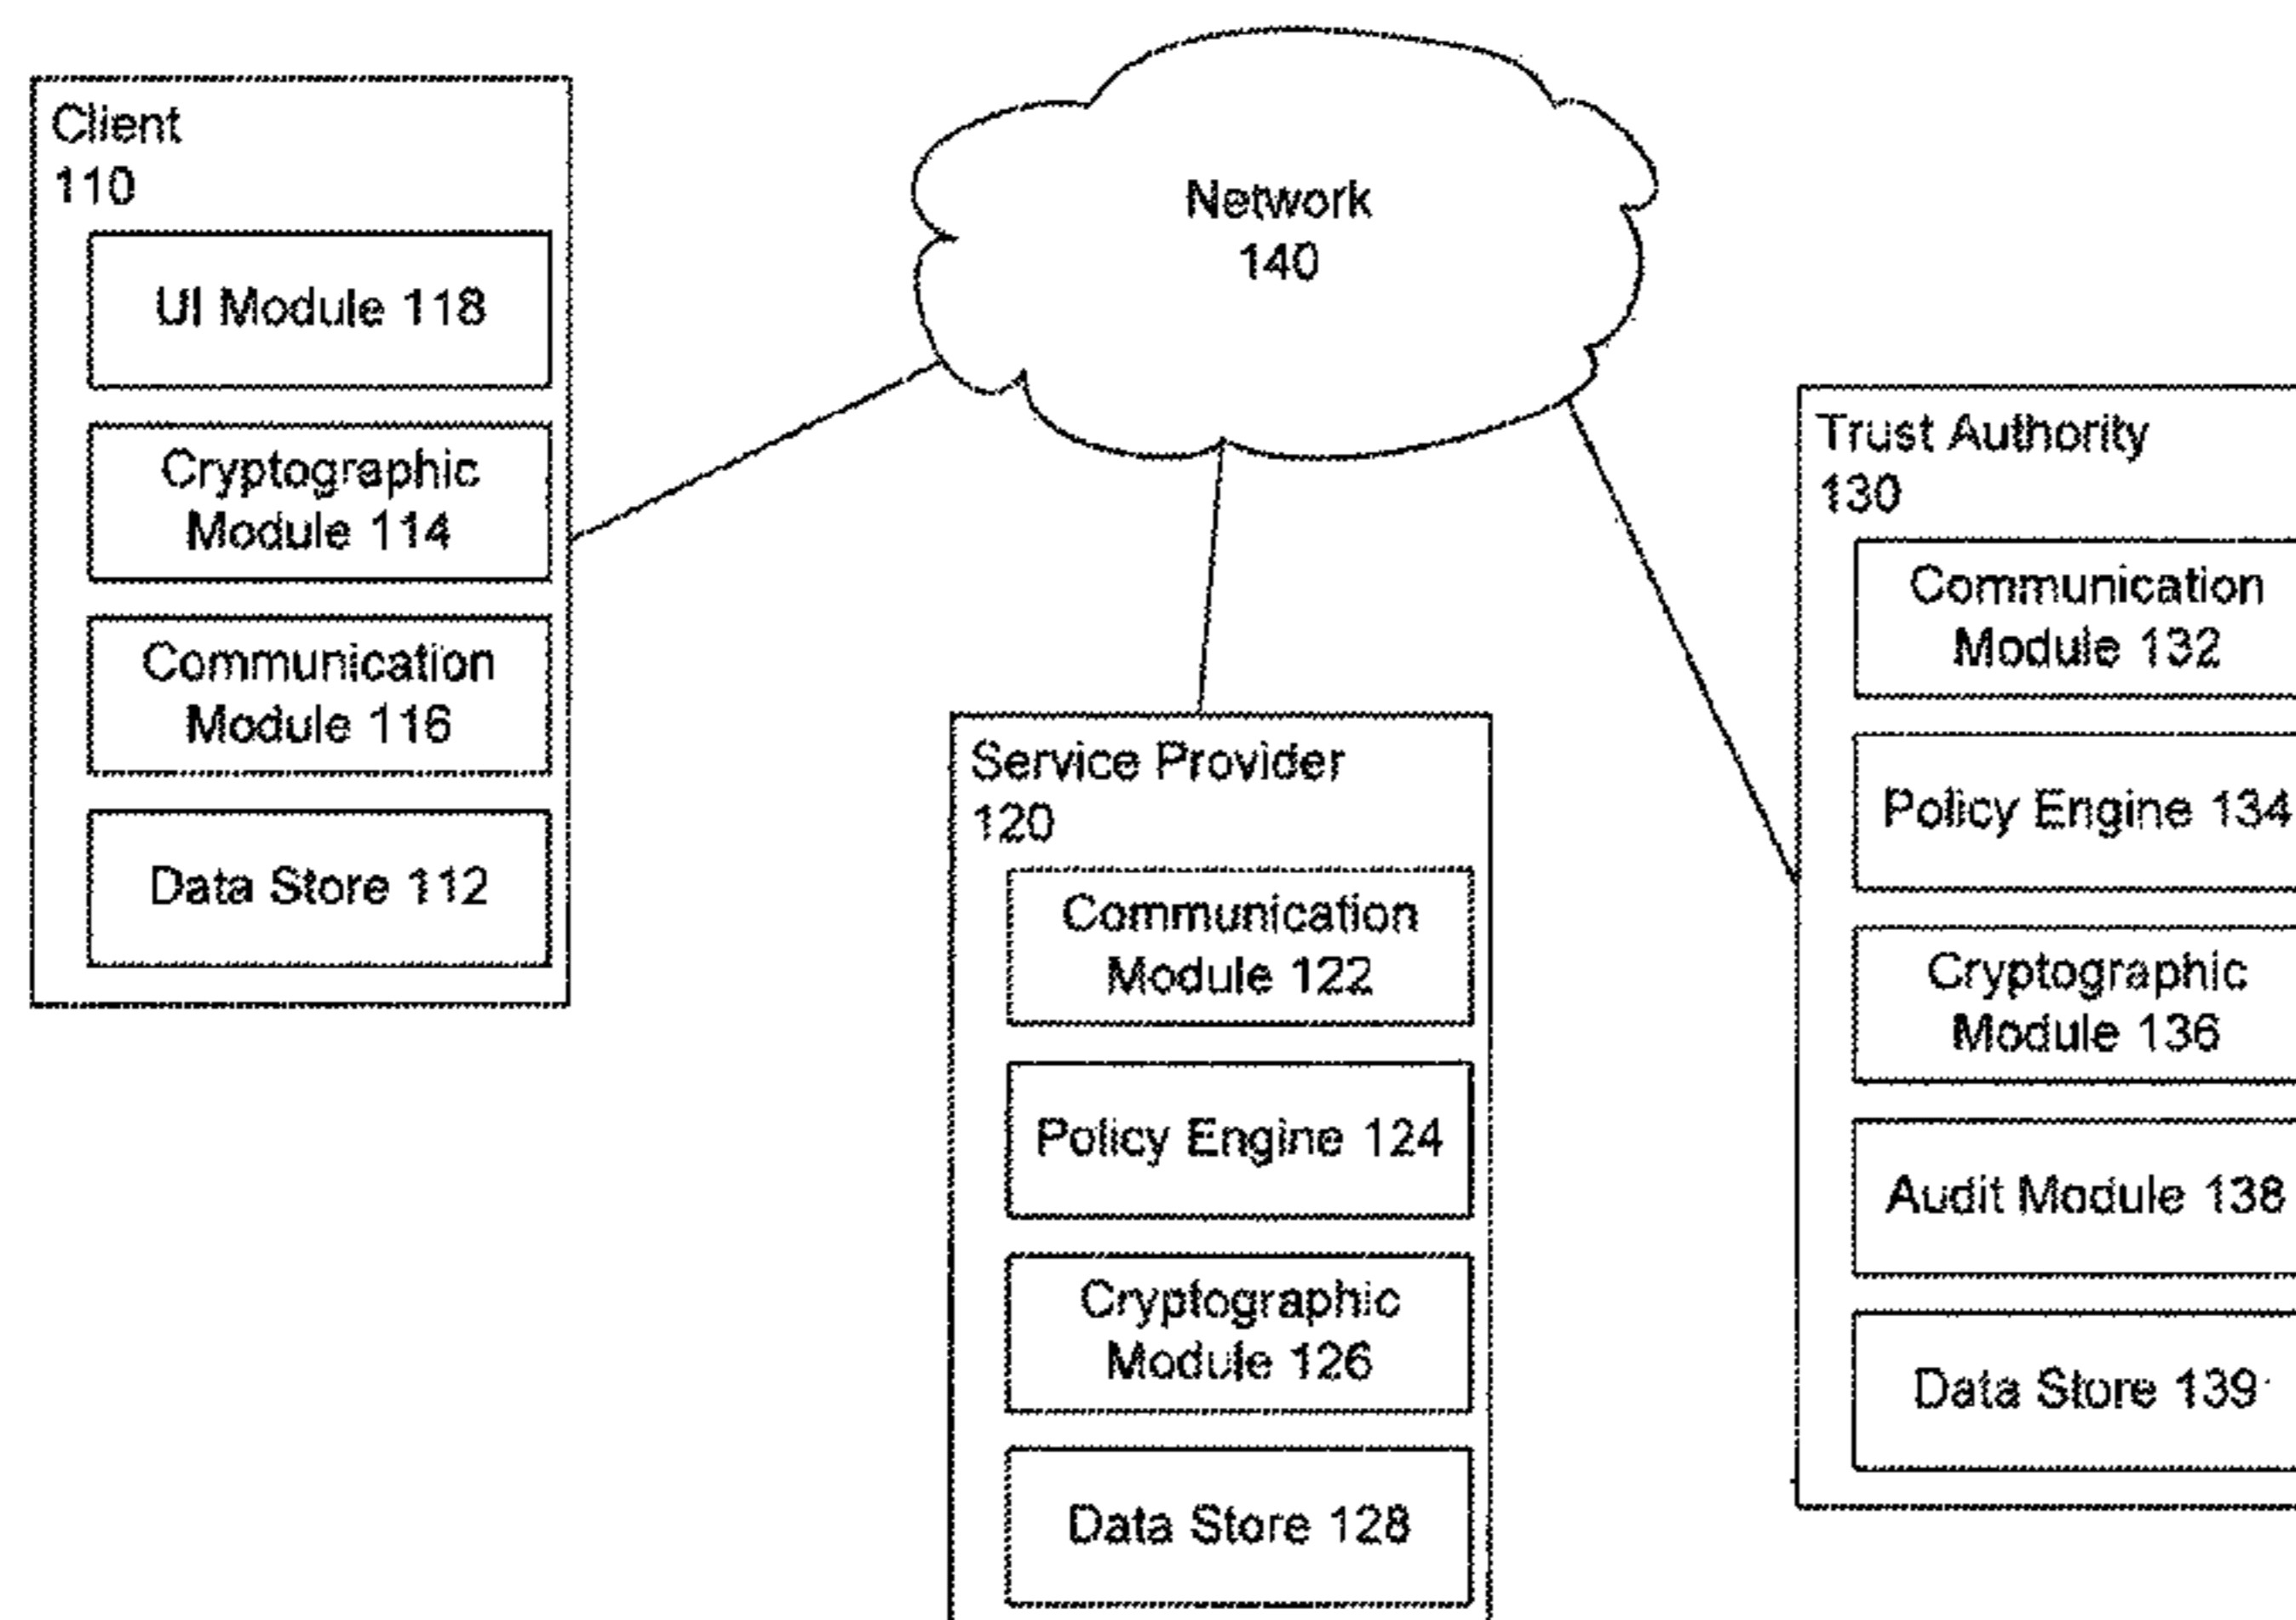 Client
110
UI Module 118
Cryptographic
Module 114
Communication
Module 116
Data Store 112
Network
140
Service Provider
120
Communication
Module 122
Policy Engine 124
Cryptographic
Module 126
Data Store 128
Trust Authority
130
Communication
Module 132
Policy Engine 134
Cryptographic
Module 136
Audit Module 138
Data Store 139